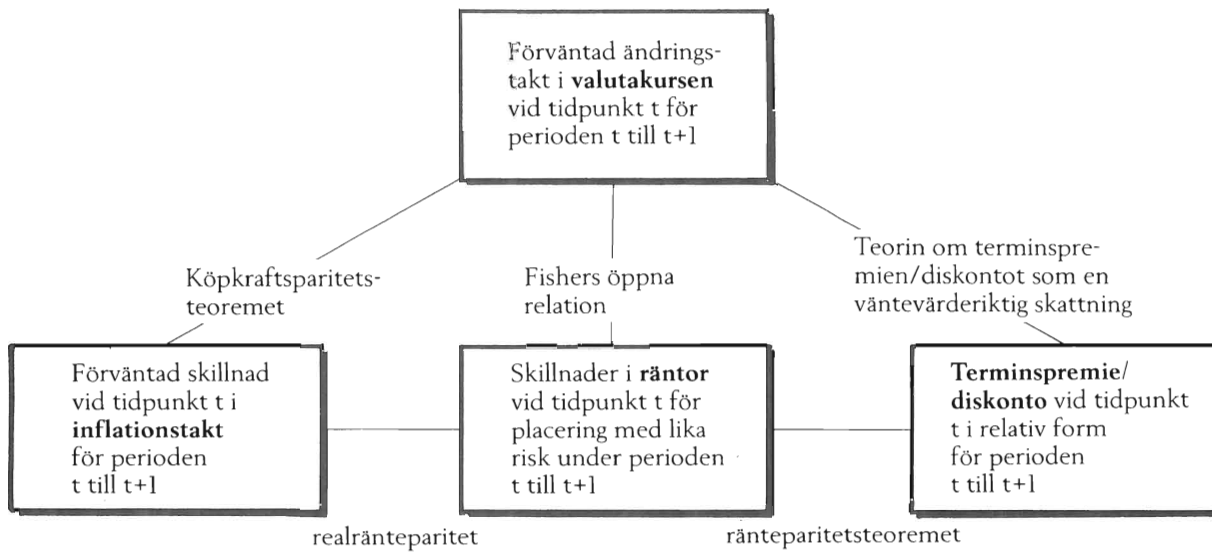 Förväntad ändrings-
takt i valutakursen
vid tidpunkt t för
perioden t till t+1
Köpkraftsparitets-
teoremet
Fishers öppna
relation
Teorin om terminspre-
mien/diskontot som en
väntevärderiktig skattning
Förväntad skillnad
vid tidpunkt t i
inflationstakt
för perioden
t till t+1
Skillnader i räntor
vid tidpunkt t för
placering med lika
risk under perioden
t till t+1
Terminspremie/
diskonto vid tidpunkt
t i relativ form
för perioden
t till t+1
realränteparitet
ränteparitetsteoremet